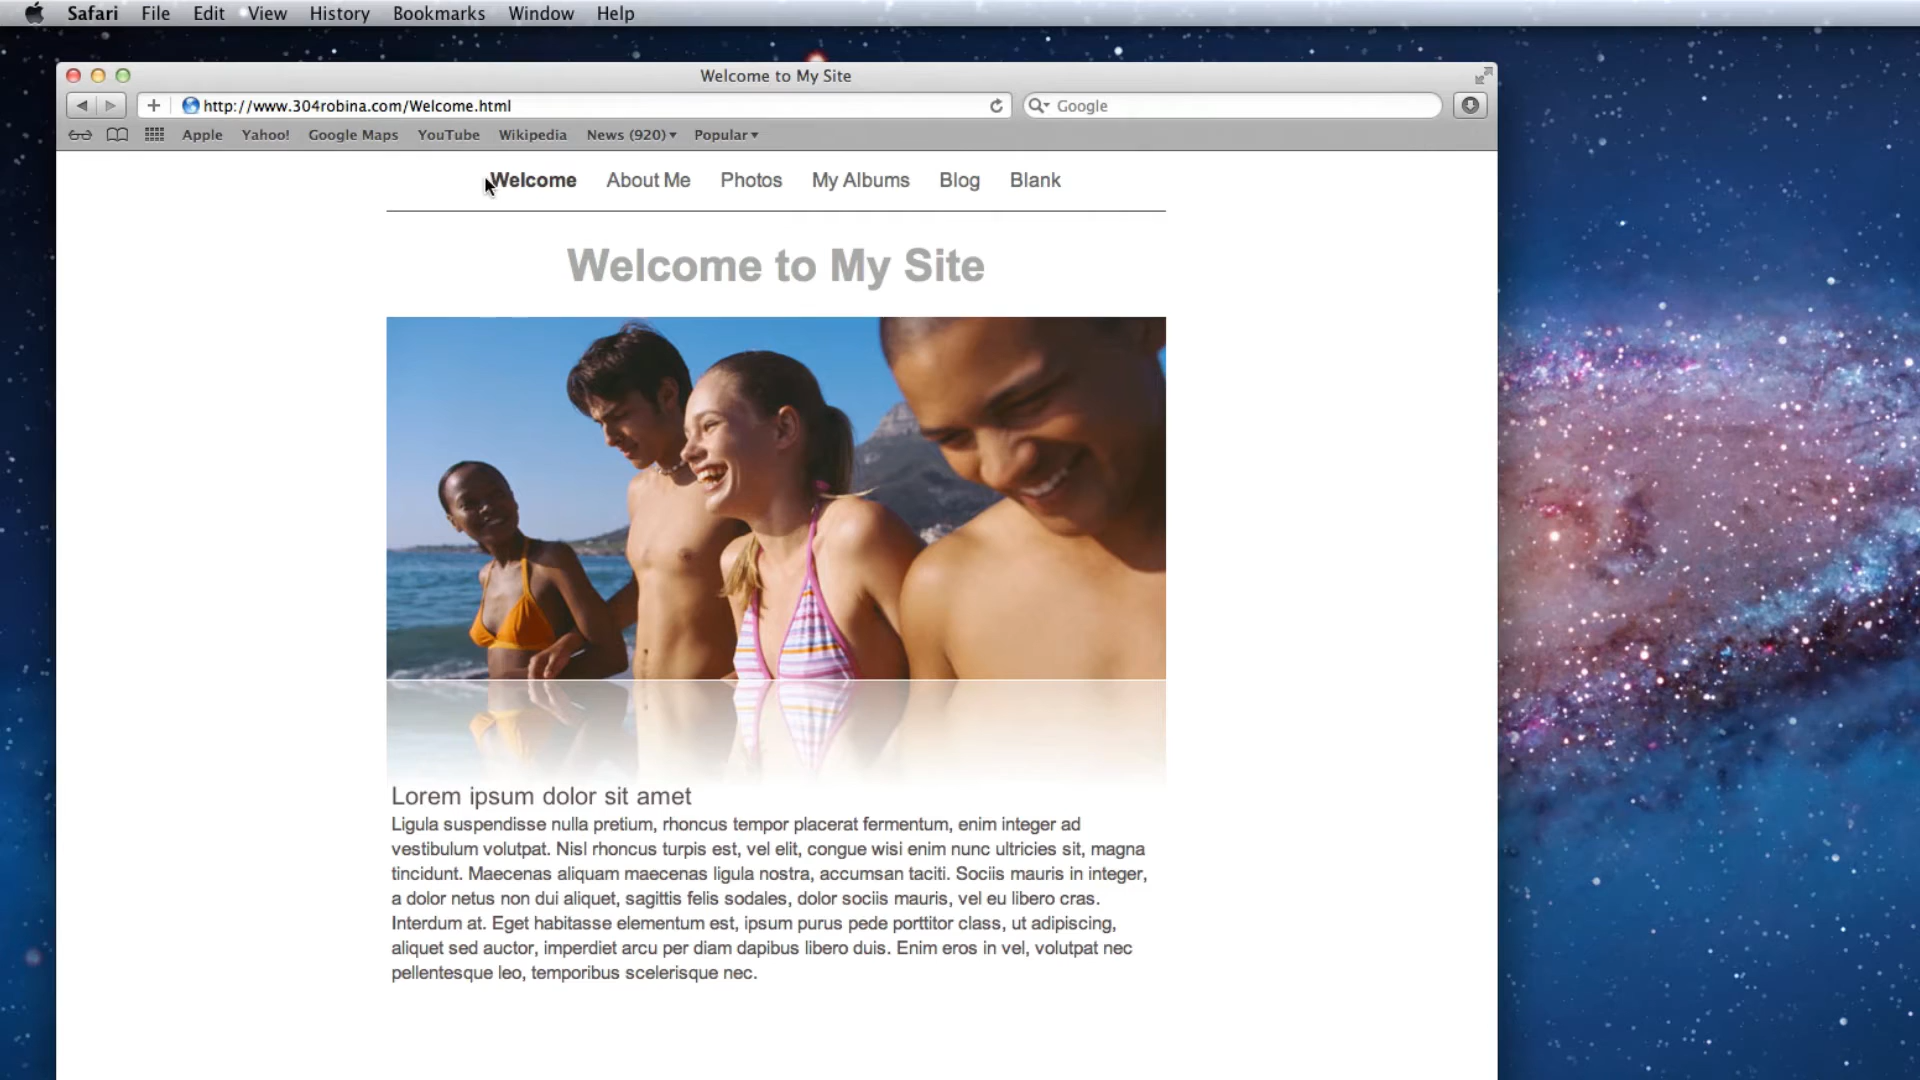 Safari File Edit View History Bookmarks Window Help
Welcome to My Site
http://www.304robina.com/Welcome.html Google
Apple Yahoo! Google Maps YouTube Wikipedia News (920) Popular
Welcome About Me Photos My Albums Blog Blank
Welcome to My Site
Lorem ipsum dolor sit amet
Ligula suspendisse nulla pretium, rhoncus tempor placerat fermentum, enim integer ad
vestibulum volutpat. Nisl rhoncus turpis est, vel elit, congue wisi enim nunc ultricies sit, magna
tincidunt. Maecenas aliquam maecenas ligula nostra, accumsan taciti. Sociis mauris in integer,
a dolor netus non dui aliquet, sagittis felis sodales, dolor sociis mauris, vel eu libero cras.
Interdum at. Eget habitasse elementum est, ipsum purus pede porttitor class, ut adipiscing,
aliquet sed auctor, imperdiet arcu per diam dapibus libero duis. Enim eros in vel, volutpat nec
pellentesque leo, temporibus scelerisque nec.